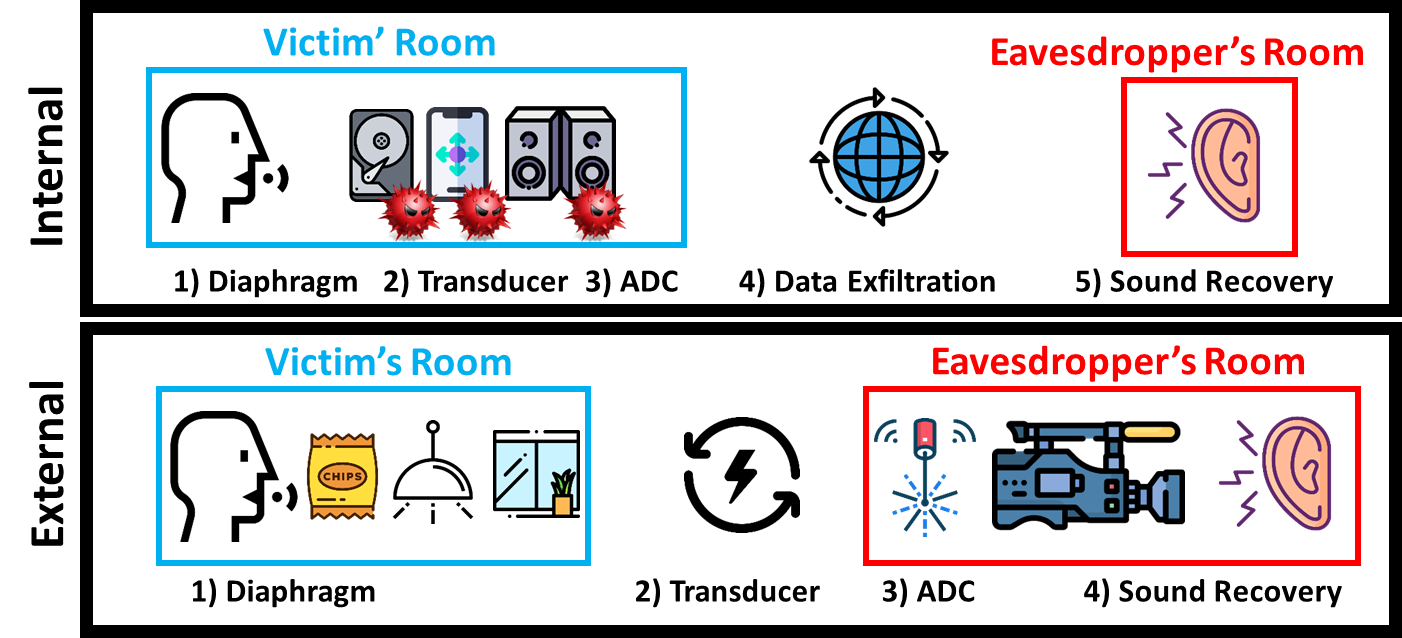 Internal
Victim' Room
Eavesdropper's Room
1) Diaphragm 2) Transducer 3) ADC 4) Data Exfiltration 5) Sound Recovery
External
Victim's Room
Eavesdropper's Room
CHIPS
1) Diaphragm 2) Transducer 3) ADC 4) Sound Recovery